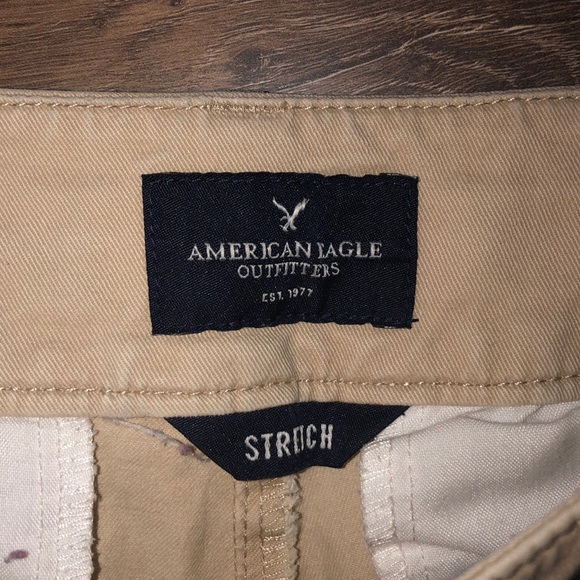 AMERICAN EAGLE
OUTFITTERS
EST. 1977
STRETCH